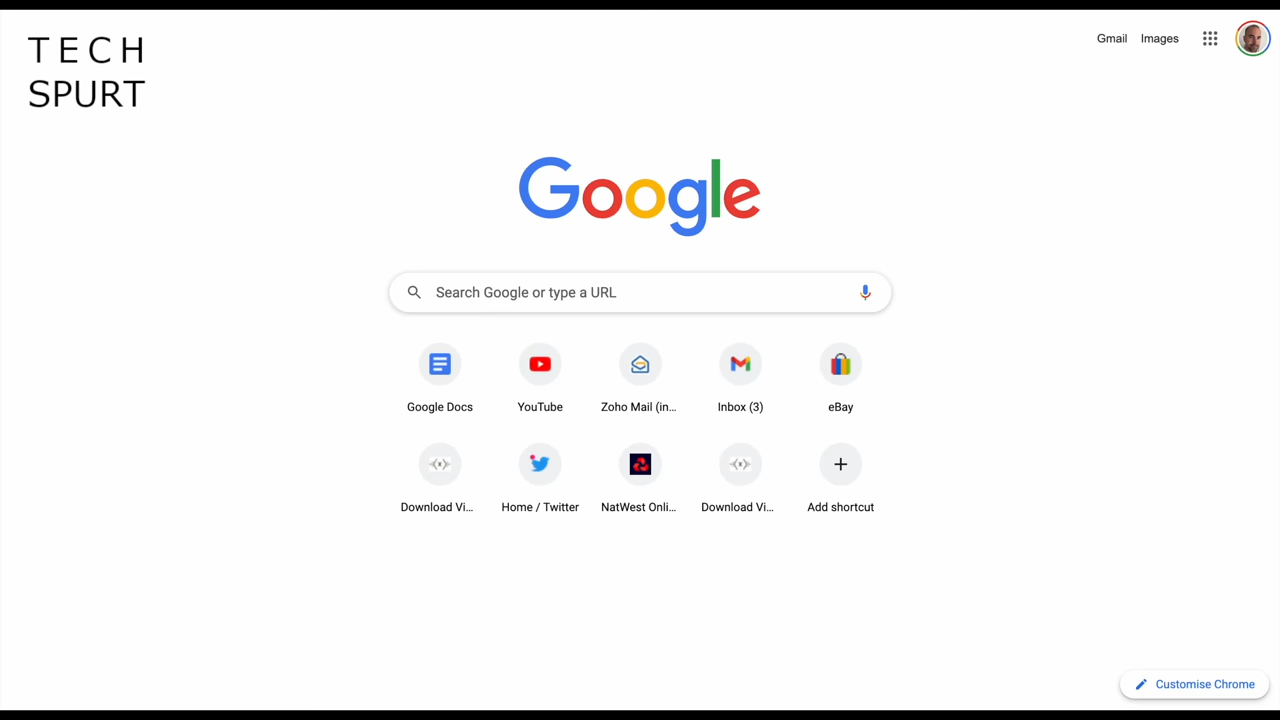 TECH
SPURT
Gmail Images
Google
Search Google or type a URL
Google Docs YouTube Zoho Mail (in... Inbox (3) eBay
Download Vi... Home / Twitter NatWest Onli... Download Vi... Add shortcut
Customise Chrome